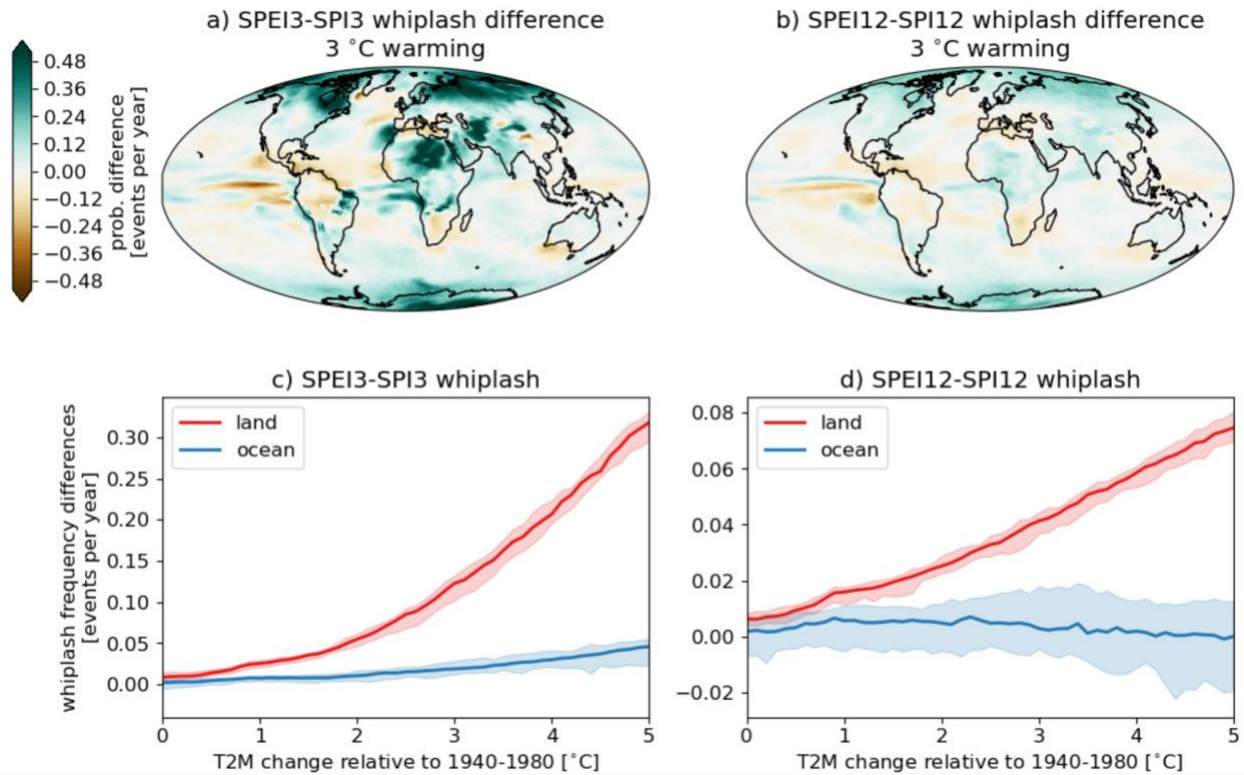 a) SPEI3-SPI3 whiplash difference
3 °C warming
b) SPEI12-SPI12 whiplash difference
3 °C warming
0.48
0.36
0.24
0.12
0.00
−0.12
−0.24
−0.36
−0.48
prob. difference
[events per year]
c) SPEI3-SPI3 whiplash
land
ocean
0.30
0.25
0.20
0.15
0.10
0.05
0.00
whiplash frequency differences
[events per year]
0 1 2 3 4 5
T2M change relative to 1940-1980 [°C]
d) SPEI12-SPI12 whiplash
land
ocean
0.08
0.06
0.04
0.02
0.00
−0.02
0 1 2 3 4 5
T2M change relative to 1940-1980 [°C]